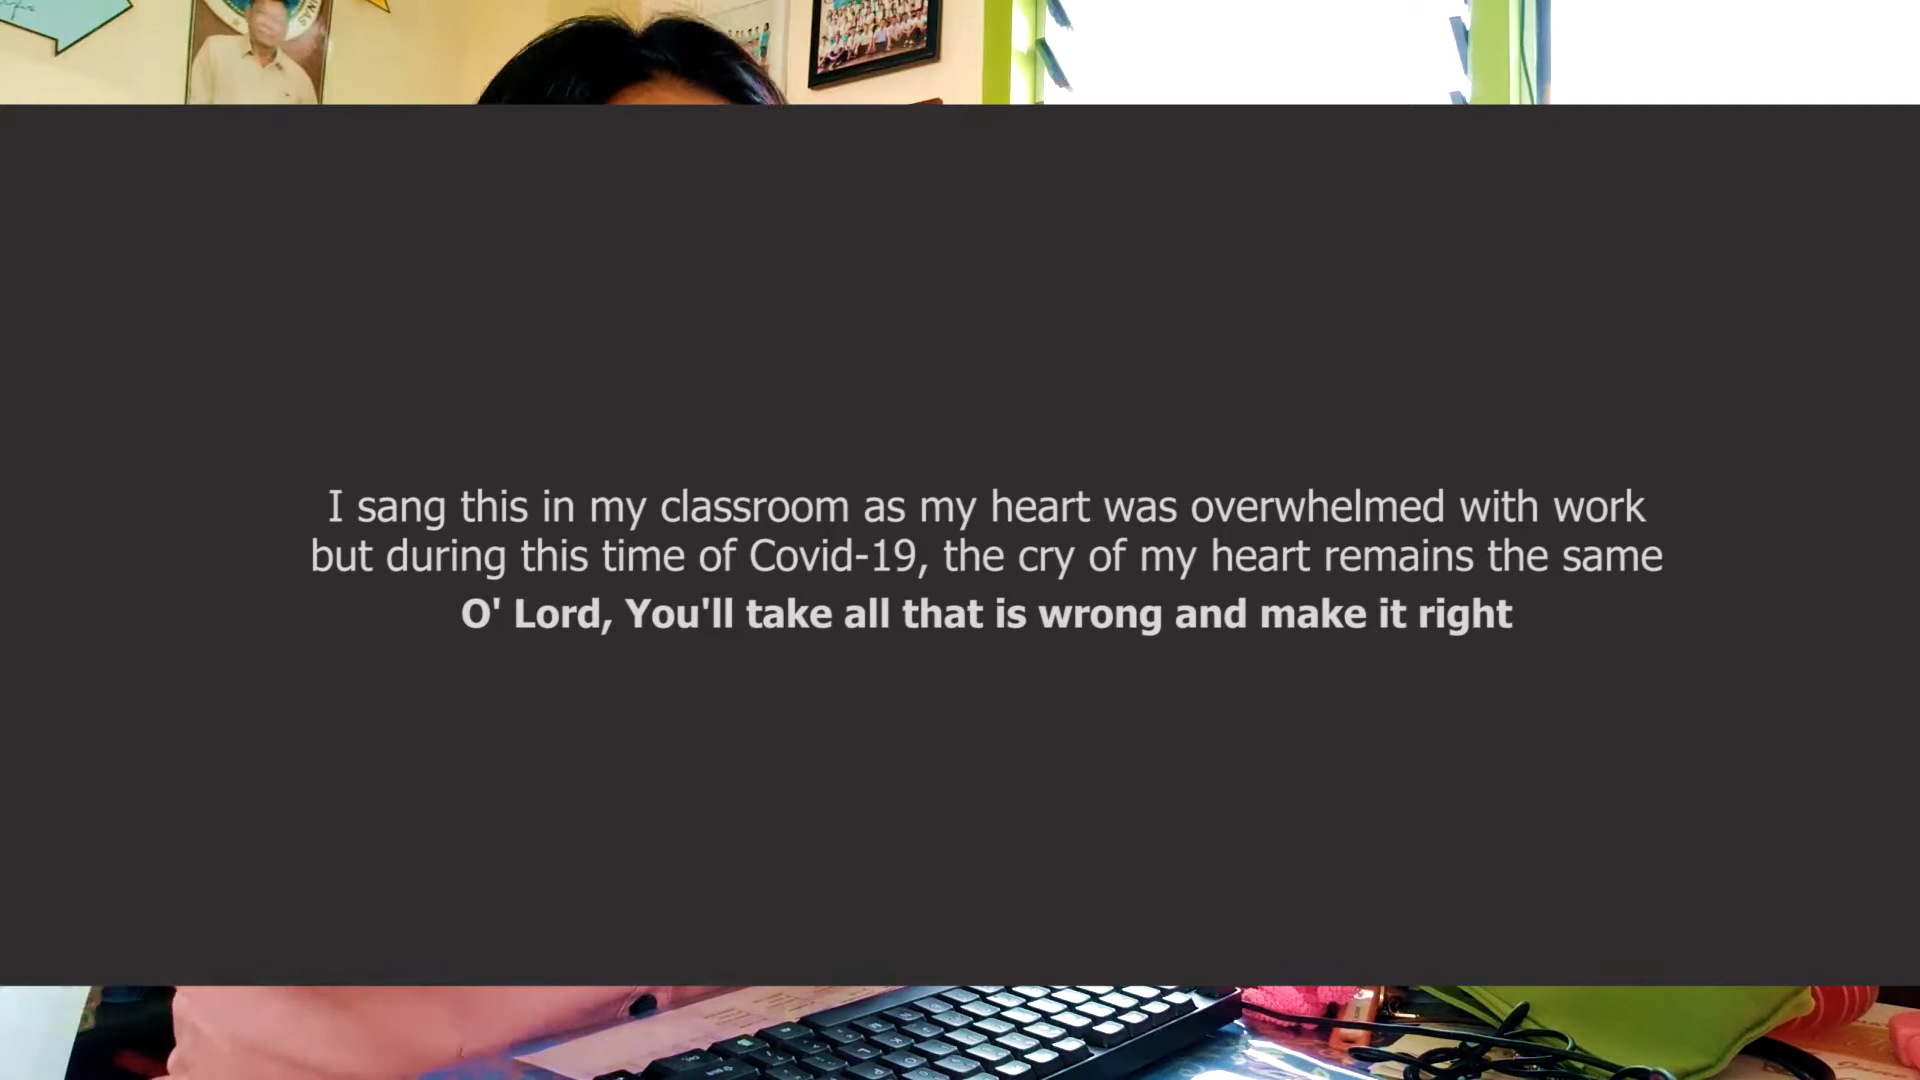 I sang this in my classroom as my heart was overwhelmed with work
but during this time of Covid-19, the cry of my heart remains the same
O' Lord, You'll take all that is wrong and make it right